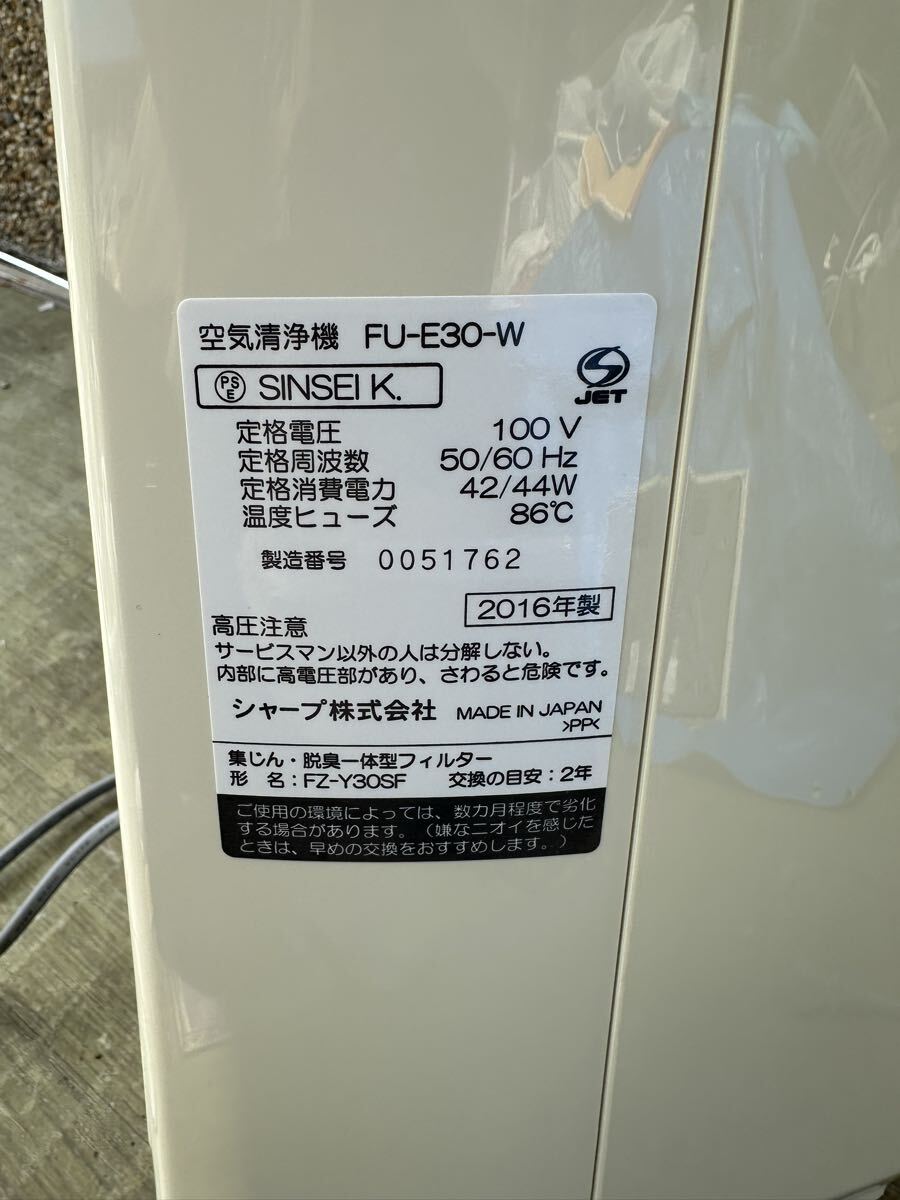 空気清浄機 FU-E30-W
PSE SINSEI K.
JET
定格電圧 100 V
定格周波数 50/60 Hz
定格消費電力 42/44W
温度ヒューズ 86℃
製造番号 0051762
2016年製
高圧注意
サービスマン以外の人は分解しない。
内部に高電圧部があり、さわると危険です。
シャープ株式会社 MADE IN JAPAN
>PP<
集じん・脱臭一体型フィルター
形 名:FZ-Y30SF 交換の目安:2年
ご使用の環境によっては、数カ月程度で劣化
する場合があります。(嫌なニオイを感じた
ときは、早めの交換をおすすめします。)